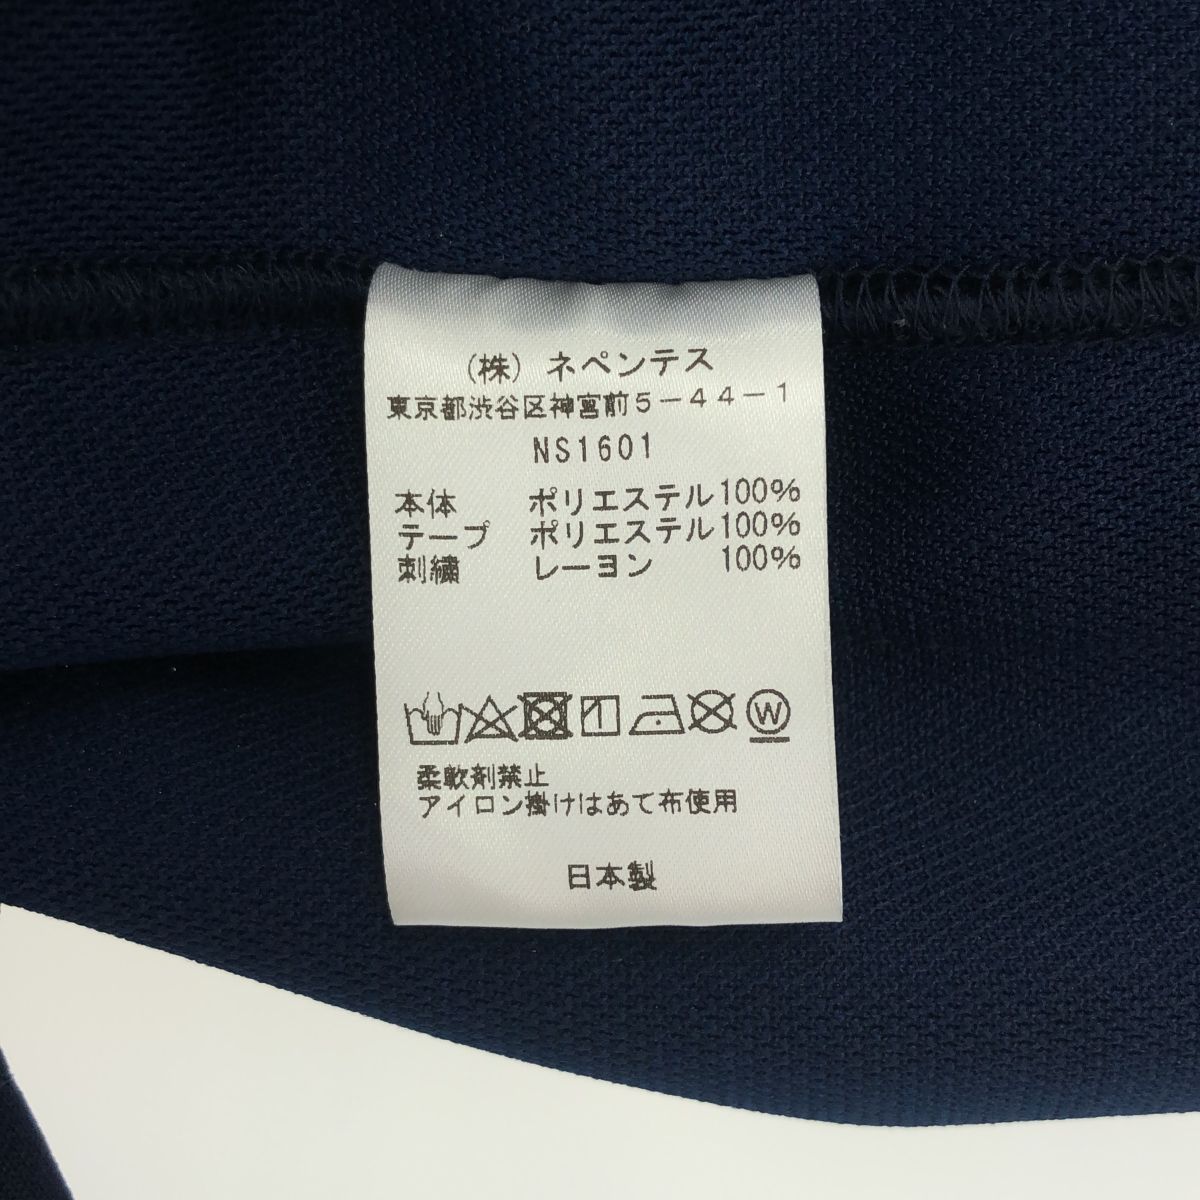 (株) ネペンテス
東京都渋谷区神宮前5-44-1
NS1601
本体 ポリエステル100%
テープ ポリエステル100%
刺繍 レーヨン 100%
W
柔軟剤禁止
アイロン掛けはあて布使用
日本製